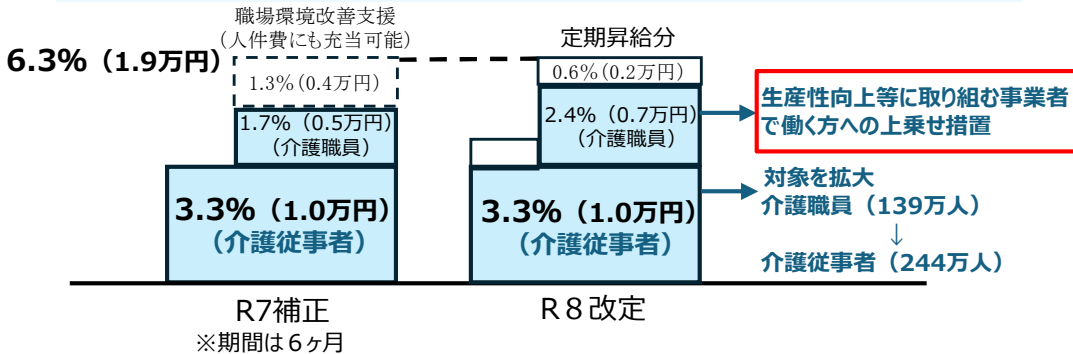 職場環境改善支援
(人件費にも充当可能)
6.3%（1.9万円）
1.3%(0.4万円)
1.7%（0.5万円）
（介護職員）
3.3%（1.0万円）
（介護従事者）
R7補正
※期間は６ヶ月
定期昇給分
0.6%(0.2万円)
2.4%（0.7万円）
（介護職員）
3.3%（1.0万円）
（介護従事者）
R８改定
生産性向上等に取り組む事業者
で働く方への上乗せ措置
対象を拡大
介護職員（139万人）
↓
介護従事者（244万人）